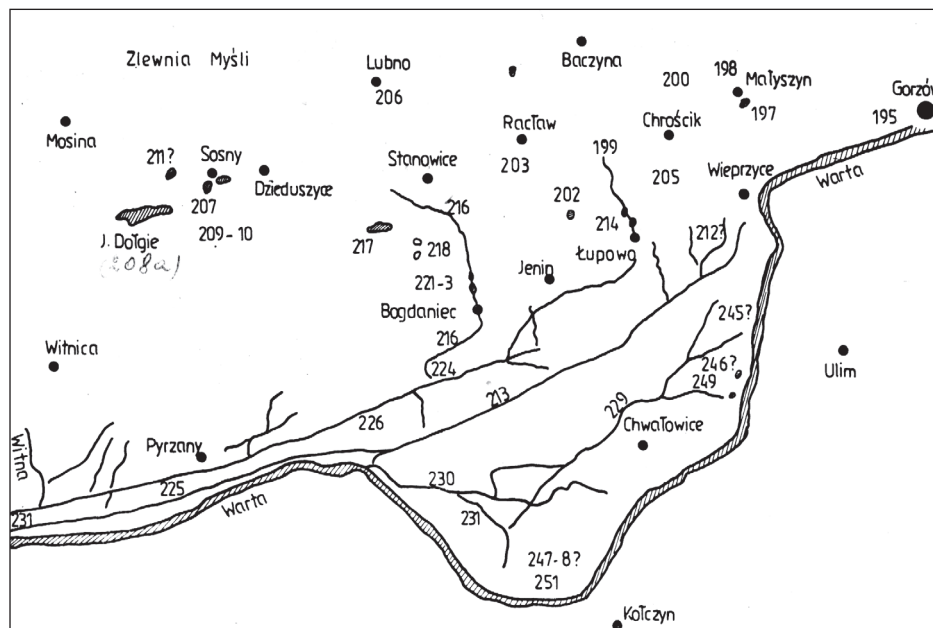 Zlewnia Myśli
Lubno
206
Baczyna
200
198
Małyszyn
197
Gorzów
195
Mosina
Racław
203
Chrościk
199
Warta
211?
Sosny
Dzieduszyce
Stanowice
205
Wieprzyce
207
216
202
214
212?
J. Dołgie
(208a)
209-10
217
218
Łupowo
221-3
Jenin
Bogdaniec
245?
216
Witnica
224
246?
249
Ulim
213
229
226
Chwałowice
Witna
Pyrzany
225
230
231
Warta
231
247-8?
251
Kołczyn